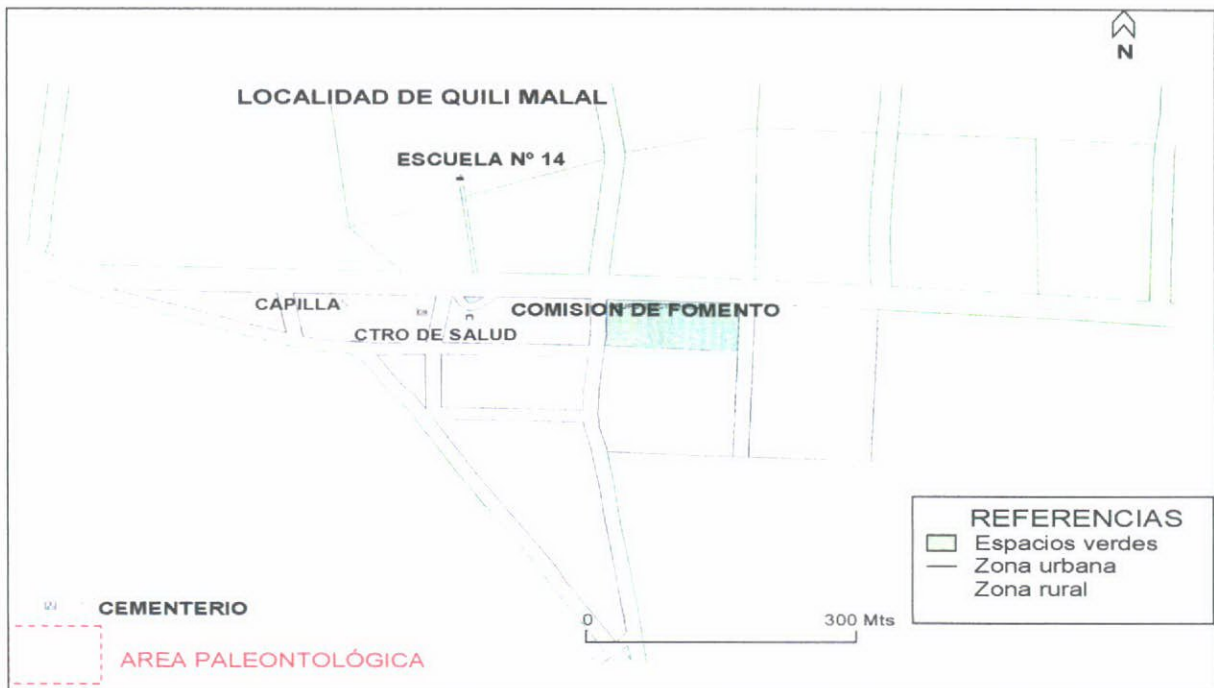 N
LOCALIDAD DE QUILI MALAL
ESCUELA Nº 14
CAPILLA
COMISION DE FOMENTO
CTRO DE SALUD
REFERENCIAS
Espacios verdes
Zona urbana
Zona rural
CEMENTERIO
0 300 Mts
AREA PALEONTOLÓGICA